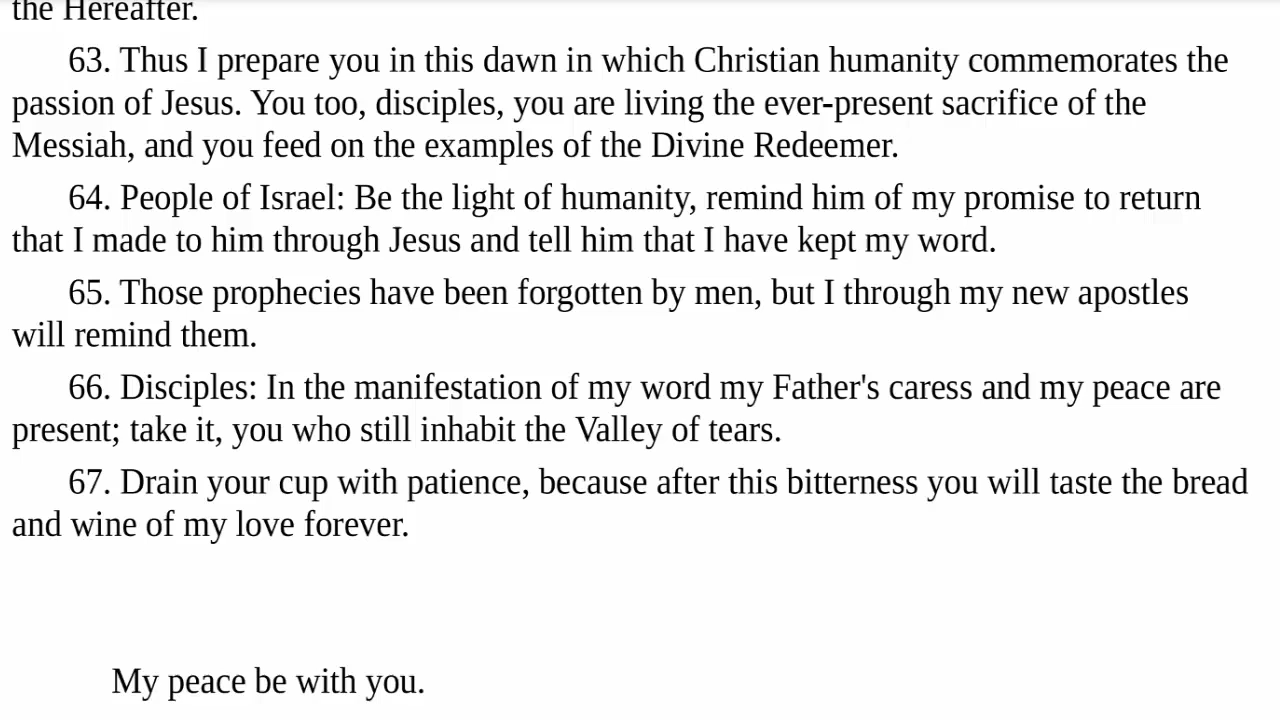 the Hereafter.
63. Thus I prepare you in this dawn in which Christian humanity commemorates the
passion of Jesus. You too, disciples, you are living the ever-present sacrifice of the
Messiah, and you feed on the examples of the Divine Redeemer.
64. People of Israel: Be the light of humanity, remind him of my promise to return
that I made to him through Jesus and tell him that I have kept my word.
65. Those prophecies have been forgotten by men, but I through my new apostles
will remind them.
66. Disciples: In the manifestation of my word my Father's caress and my peace are
present; take it, you who still inhabit the Valley of tears.
67. Drain your cup with patience, because after this bitterness you will taste the bread
and wine of my love forever.
My peace be with you.